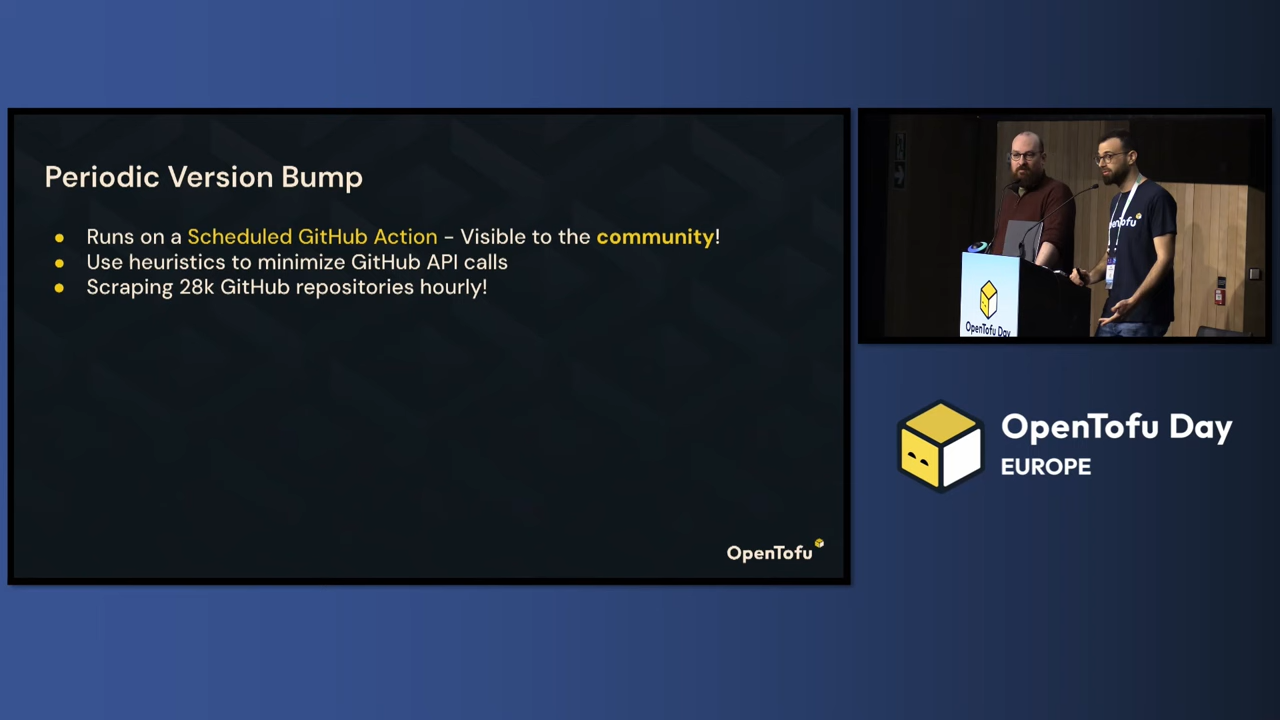 Periodic Version Bump
● Runs on a Scheduled GitHub Action - Visible to the community!
● Use heuristics to minimize GitHub API calls
● Scraping 28k GitHub repositories hourly!
OpenTofu
OpenTofu Day
OpenTofu Day
EUROPE